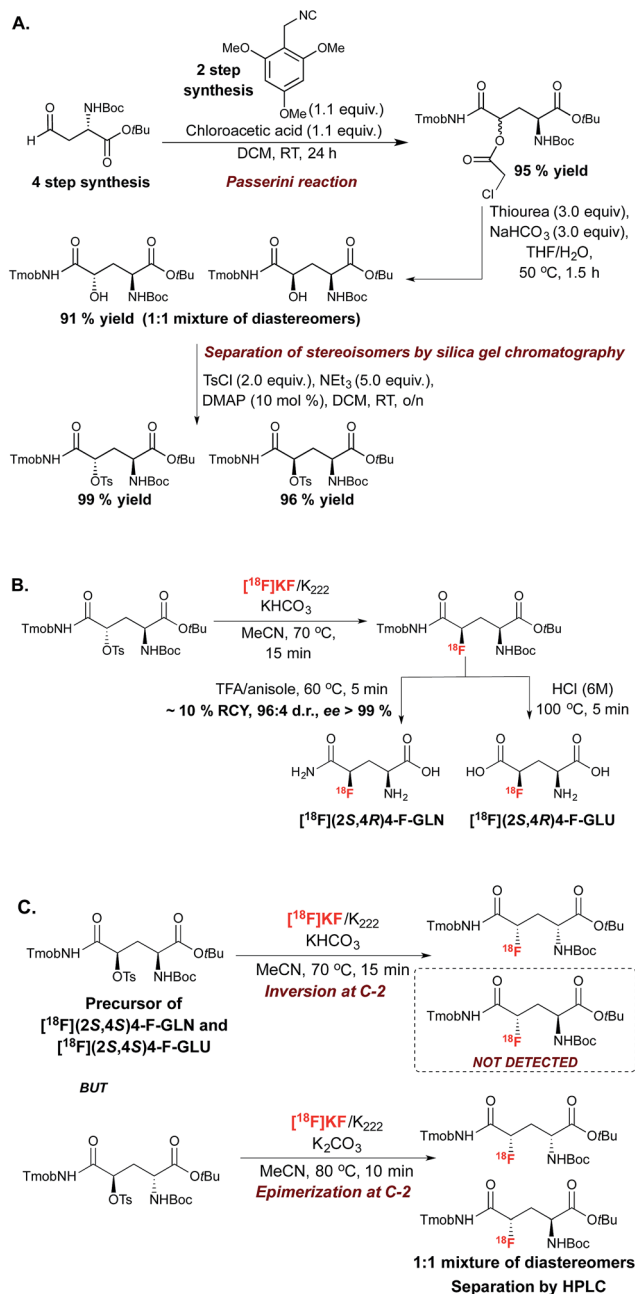 A.
NC
MeO
OMe
2 step
synthesis
MeO (1.1 equiv.)
O
NHBoc
H
OtBu
O
4 step synthesis
Chloroacetic acid (1.1 equiv.)
DCM, RT, 24 h
Passerini reaction
O
O
TmobNH
OtBu
O
NHBoc
O
Cl
95 % yield
Thiourea (3.0 equiv),
NaHCO3 (3.0 equiv),
THF/H2O,
50 °C, 1.5 h
O O O O
TmobNH OtBu TmobNH OtBu
OH NHBoc OH NHBoc
91 % yield (1:1 mixture of diastereomers)
Separation of stereoisomers by silica gel chromatography
TsCl (2.0 equiv.), NEt3 (5.0 equiv.),
DMAP (10 mol %), DCM, RT, o/n
O O O O
TmobNH OtBu TmobNH OtBu
OTs NHBoc OTs NHBoc
99 % yield 96 % yield
B.
O O
TmobNH OtBu
OTs NHBoc
[18F]KF/K222
KHCO3
MeCN, 70 °C,
15 min
O O
TmobNH OtBu
18F NHBoc
TFA/anisole, 60 °C, 5 min
~ 10 % RCY, 96:4 d.r., ee > 99 %
HCl (6M)
100 °C, 5 min
O O O O
H2N OH OH OH
18F NH2 18F NH2
[18F](2S,4R)4-F-GLN [18F](2S,4R)4-F-GLU
C.
O O
TmobNH OtBu
OTs NHBoc
Precursor of
[18F](2S,4S)4-F-GLN and
[18F](2S,4S)4-F-GLU
[18F]KF/K222
KHCO3
MeCN, 70 °C, 15 min
Inversion at C-2
O O
TmobNH OtBu
18F NHBoc
O O
TmobNH OtBu
18F NHBoc
NOT DETECTED
BUT
O O
TmobNH OtBu
OTs NHBoc
[18F]KF/K222
K2CO3
MeCN, 80 °C, 10 min
Epimerization at C-2
O O
TmobNH OtBu
18F NHBoc
O O
TmobNH OtBu
18F NHBoc
1:1 mixture of diastereomers
Separation by HPLC